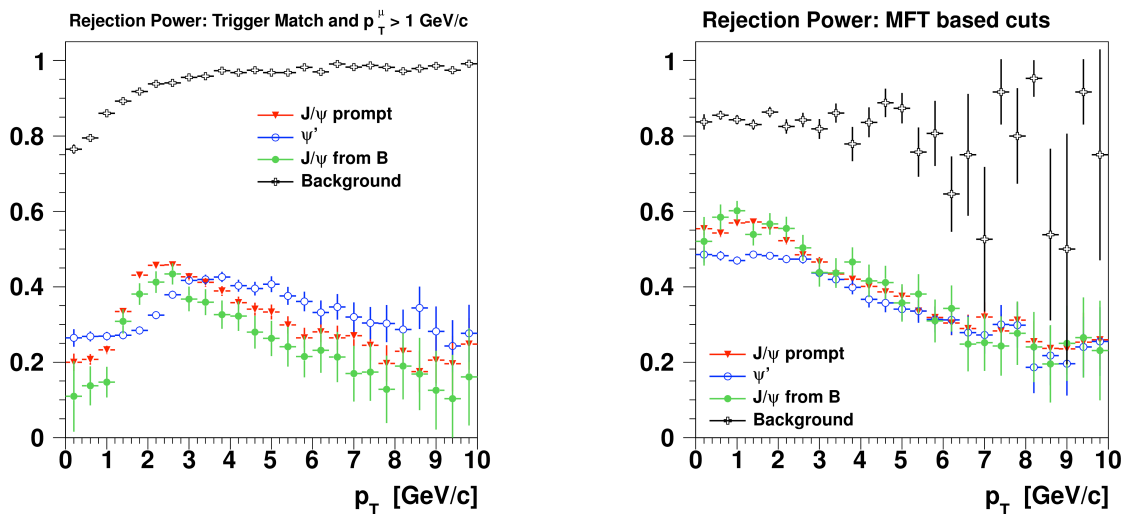 Rejection Power: Trigger Match and p_T^μ > 1 GeV/c
1
0.8
0.6
0.4
0.2
0
J/ψ prompt
ψ'
J/ψ from B
Background
0 1 2 3 4 5 6 7 8 9 10
p_T [GeV/c]
Rejection Power: MFT based cuts
1
0.8
0.6
0.4
0.2
0
J/ψ prompt
ψ'
J/ψ from B
Background
0 1 2 3 4 5 6 7 8 9 10
p_T [GeV/c]